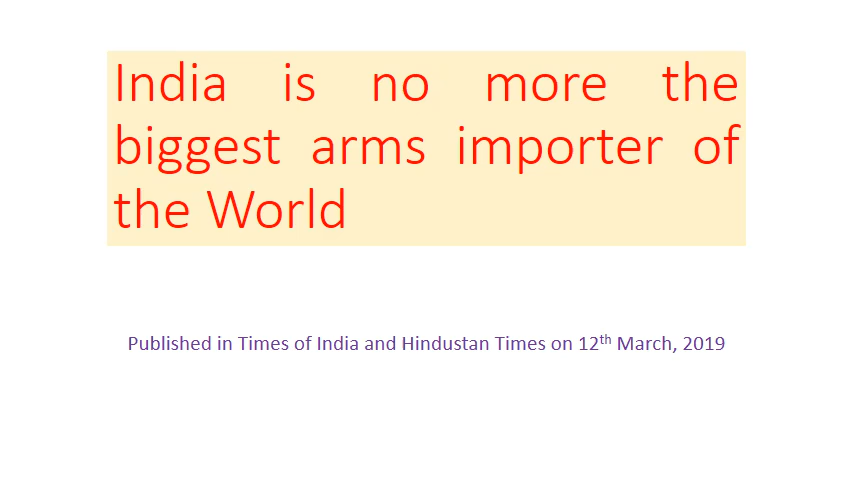 India is no more the
biggest arms importer of
the World
Published in Times of India and Hindustan Times on 12th March, 2019